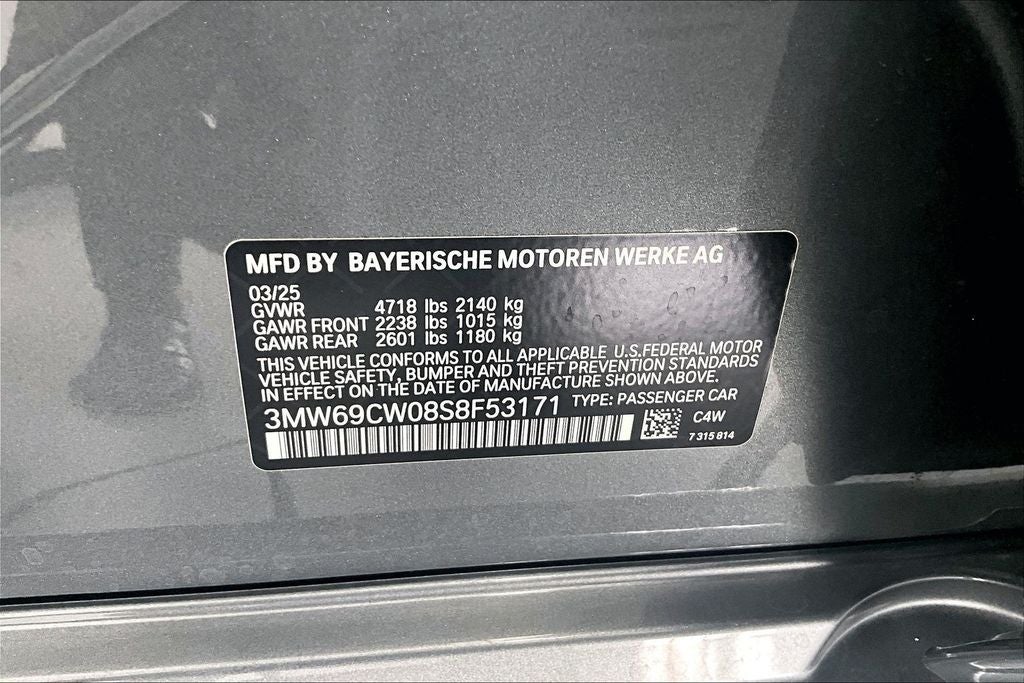 MFD BY BAYERISCHE MOTOREN WERKE AG
03/25
GVWR 4718 lbs 2140 kg
GAWR FRONT 2238 lbs 1015 kg
GAWR REAR 2601 lbs 1180 kg
THIS VEHICLE CONFORMS TO ALL APPLICABLE U.S.FEDERAL MOTOR
VEHICLE SAFETY, BUMPER AND THEFT PREVENTION STANDARDS
IN EFFECT ON THE DATE OF MANUFACTURE SHOWN ABOVE.
3MW69CW08S8F53171 TYPE: PASSENGER CAR
C4W
7 315 814